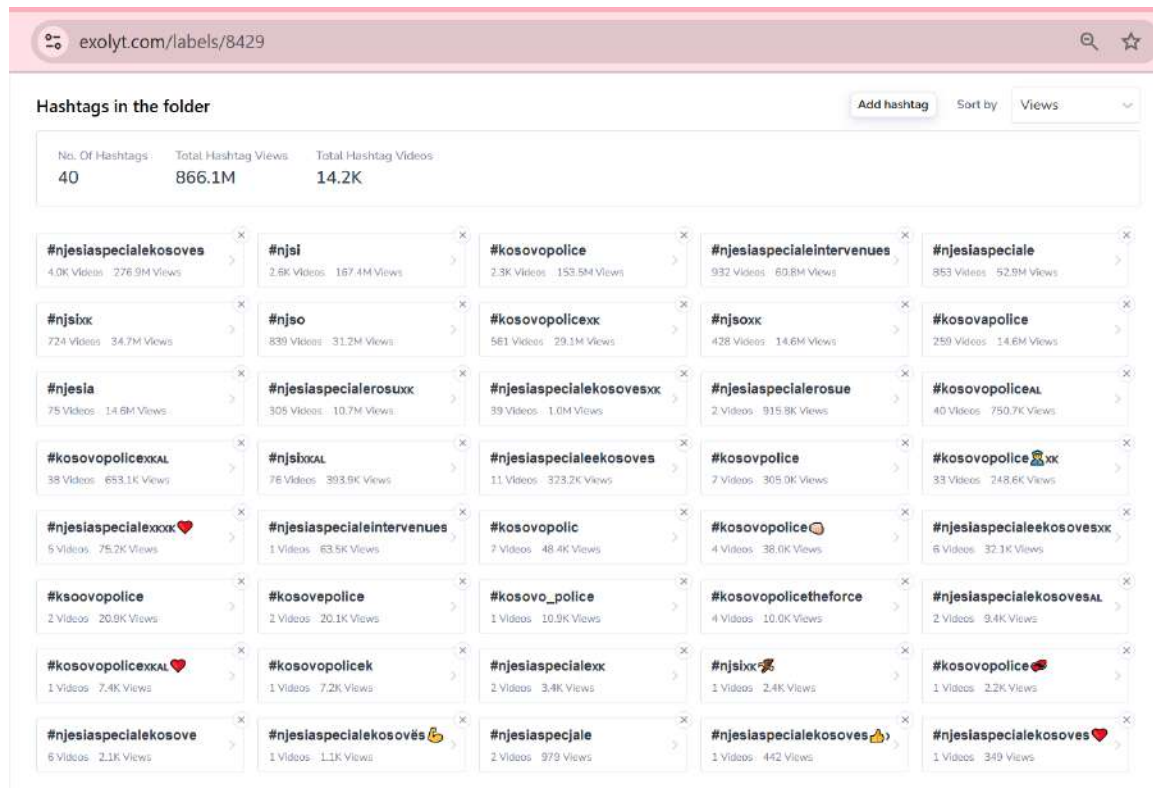 exolyt.com/labels/8429
Hashtags in the folder
Add hashtag Sort by Views
No. Of Hashtags Total Hashtag Views Total Hashtag Videos
40 866.1M 14.2K
#njesiaspecialekosoves #njsi #kosovopolice #njesiaspecialeintervenues #njesiaspeciale
4.0K Videos 276.9M Views 2.6K Videos 167.4M Views 2.3K Videos 153.5M Views 932 Videos 60.8M Views 853 Videos 52.9M Views
#njsixK #njso #kosovopolicexK #njsoxK #kosovapolice
724 Videos 34.7M Views 839 Videos 31.2M Views 561 Videos 29.1M Views 428 Videos 14.6M Views 259 Videos 14.6M Views
#njesia #njesiaspecialerosuxK #njesiaspecialekosovesxK #njesiaspecialerosue #kosovopoliceAL
75 Videos 14.6M Views 305 Videos 10.7M Views 39 Videos 1.0M Views 2 Videos 915.8K Views 40 Videos 750.7K Views
#kosovopolicexKAL #njsixKAL #njesiaspecialeekosoves #kosovpolice #kosovopolice👮xK
38 Videos 653.1K Views 76 Videos 393.9K Views 11 Videos 323.2K Views 7 Videos 305.0K Views 33 Videos 248.6K Views
#njesiaspecialexKxK❤️ #njesiaspecialeintervenues #kosovopolic #kosovopolice👊🏻 #njesiaspecialeekosovesxK
5 Videos 75.2K Views 1 Videos 63.5K Views 7 Videos 48.4K Views 4 Videos 38.0K Views 6 Videos 32.1K Views
#ksoovopolice #kosovepolice #kosovo_police #kosovopolicetheforce #njesiaspecialekosovesAL
2 Videos 20.9K Views 2 Videos 20.1K Views 1 Videos 10.9K Views 4 Videos 10.0K Views 2 Videos 9.4K Views
#kosovopolicexKAL❤️ #kosovopolicek #njesiaspecialexK #njsixK #kosovopolice
1 Videos 7.4K Views 1 Videos 7.2K Views 2 Videos 3.4K Views 1 Videos 2.4K Views 1 Videos 2.2K Views
#njesiaspecialekosove #njesiaspecialekosovës💪 #njesiaspecjale #njesiaspecialekosoves👍 #njesiaspecialekosoves❤️
6 Videos 2.1K Views 1 Videos 1.1K Views 2 Videos 979 Views 1 Videos 442 Views 1 Videos 349 Views